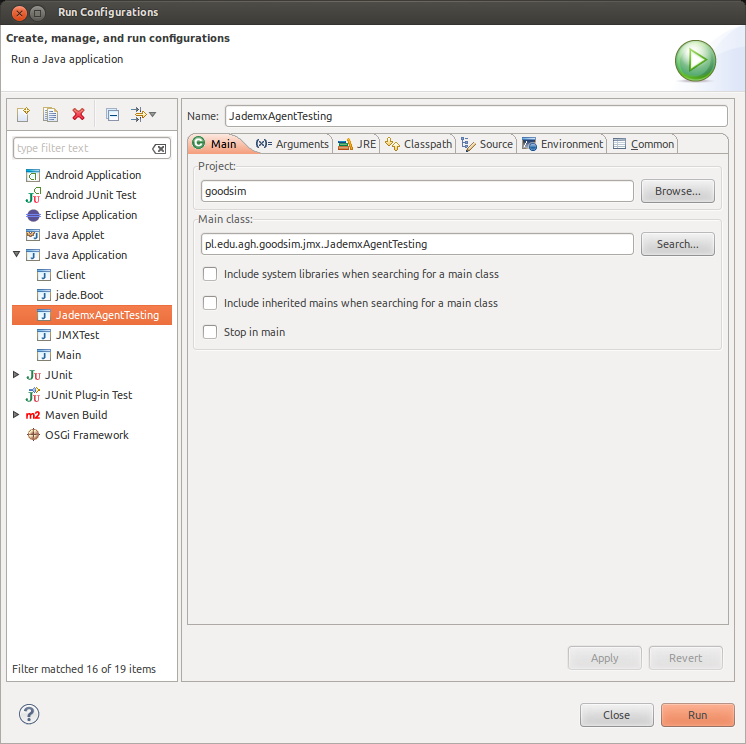 Run Configurations
Create, manage, and run configurations
Run a Java application
type filter text
Android Application
Android JUnit Test
Eclipse Application
Java Applet
Java Application
Client
jade.Boot
JademxAgentTesting
JMXTest
Main
JUnit
JUnit Plug-in Test
m2 Maven Build
OSGi Framework
Filter matched 16 of 19 items
Name: JademxAgentTesting
Main (x)= Arguments JRE Classpath Source Environment Common
Project:
goodsim Browse...
Main class:
pl.edu.agh.goodsim.jmx.JademxAgentTesting Search...
Include system libraries when searching for a main class
Include inherited mains when searching for a main class
Stop in main
Apply Revert
? Close Run